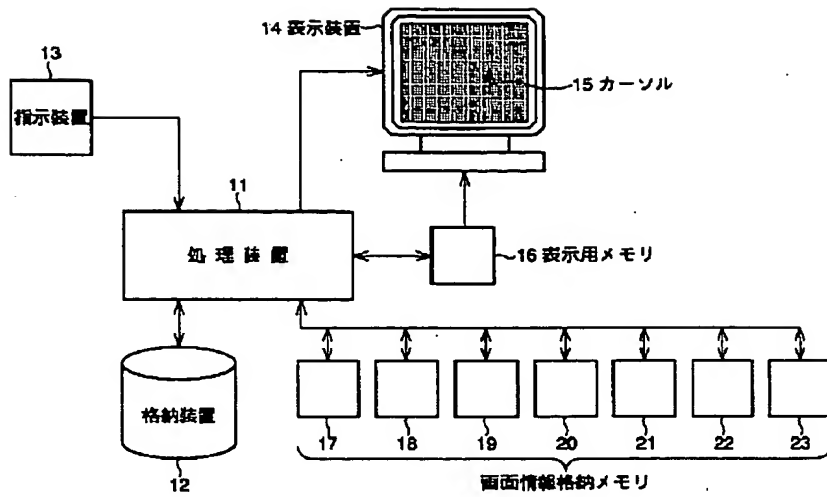 14 表示装置
13
15 カーソル
指示装置
11
処理装置
16 表示用メモリ
格納装置
12
17 18 19 20 21 22 23
画面情報格納メモリ